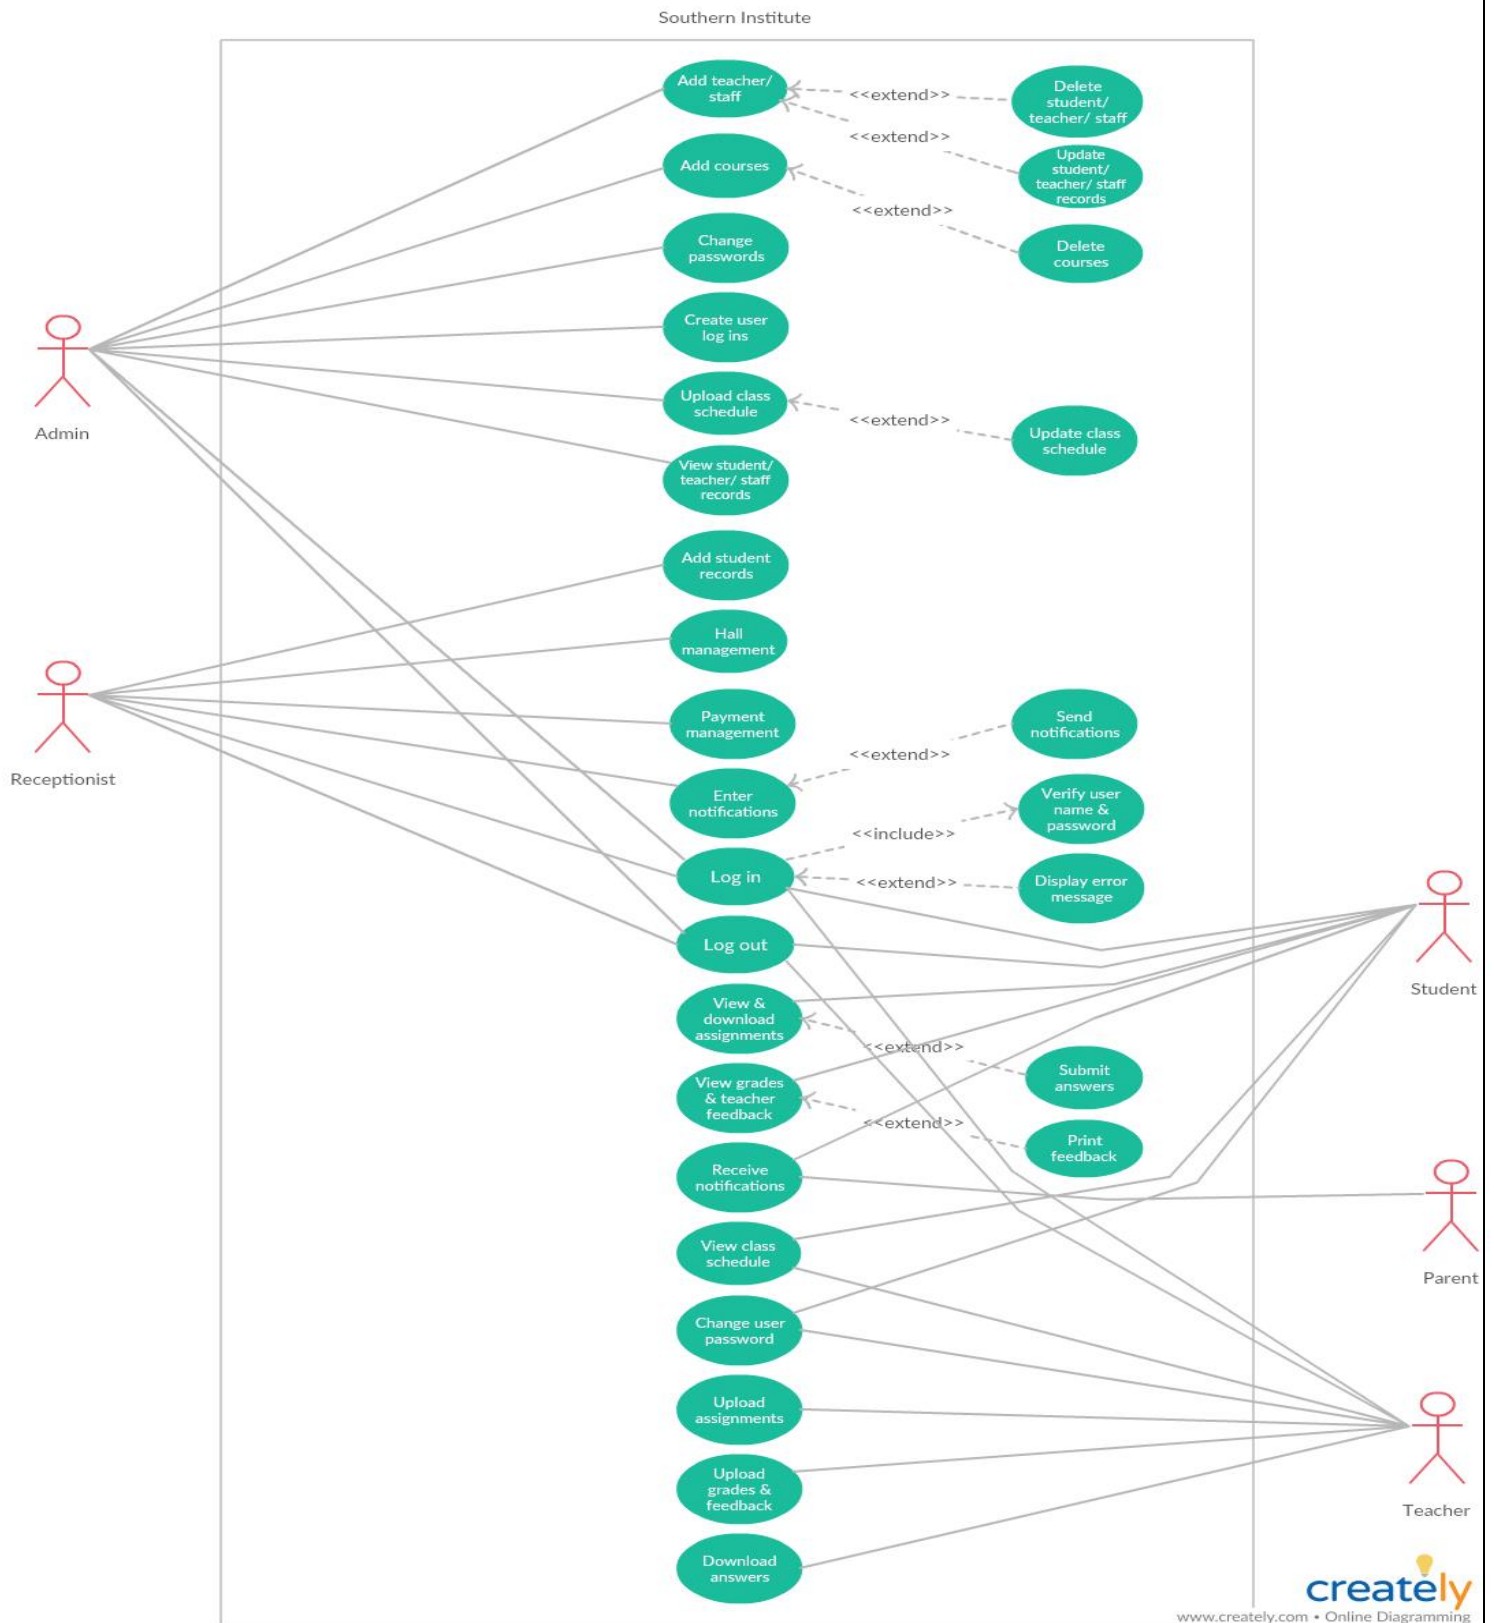 Southern Institute
Add teacher/
staff
<<extend>>
Delete
student/
teacher/ staff
<<extend>>
Add courses
Update
student/
teacher/ staff
records
<<extend>>
Change
passwords
Delete
courses
Create user
log ins
Admin
Upload class
schedule
<<extend>>
Update class
schedule
View student/
teacher/ staff
records
Add student
records
Hall
management
Receptionist
Payment
management
Send
notifications
<<extend>>
Enter
notifications
Verify user
name &
password
<<include>>
Log in
<<extend>>
Display error
message
Log out
Student
View &
download
assignments
<<extend>>
Submit
answers
View grades
& teacher
feedback
<<extend>>
Print
feedback
Receive
notifications
View class
schedule
Parent
Change user
password
Upload
assignments
Upload
grades &
feedback
Teacher
Download
answers
creately
www.creately.com • Online Diagramming